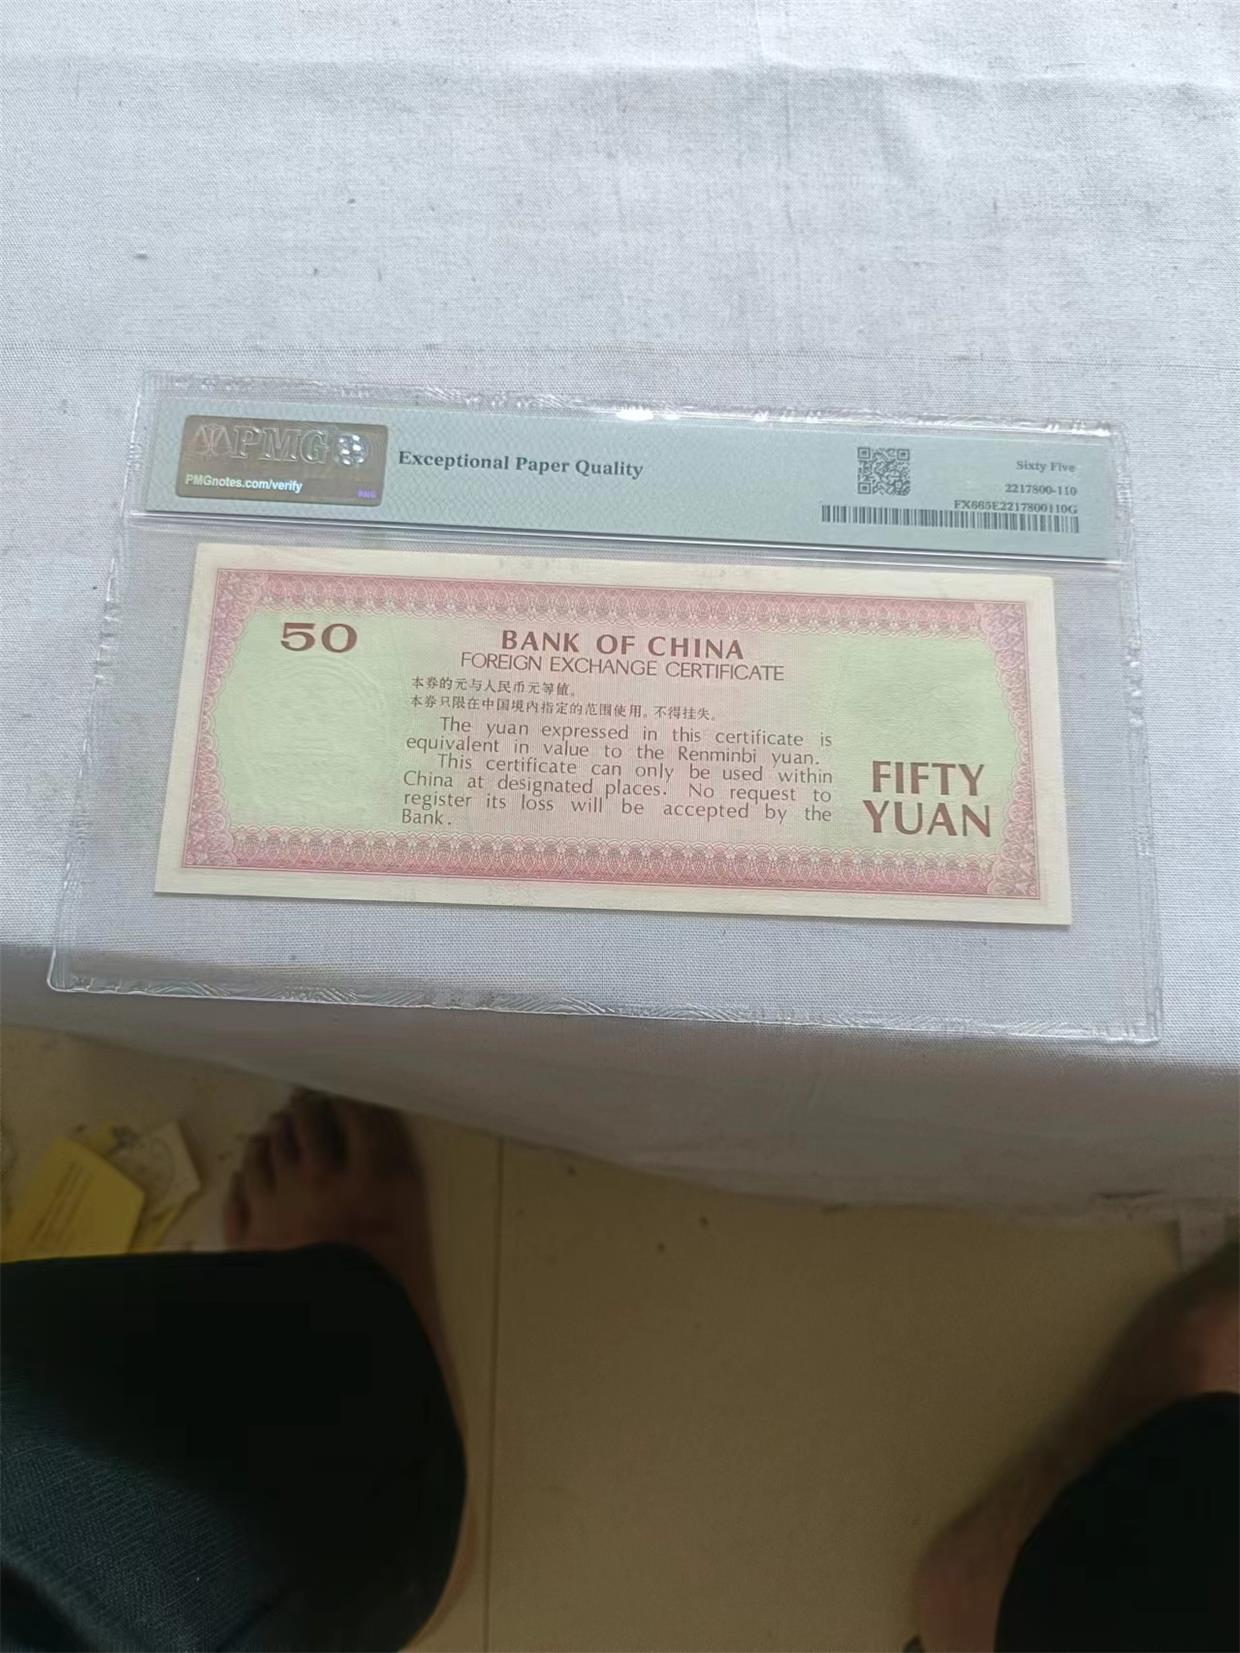 PMG
PMGnotes.com/verify
PMG
Exceptional Paper Quality
Sixty Five
2217800-110
FX665E2217800110G
50
BANK OF CHINA
FOREIGN EXCHANGE CERTIFICATE
本券的元与人民币元等值。
本券只限在中国境内指定的范围使用。不得挂失。
The yuan expressed in this certificate is
equivalent in value to the Renminbi yuan.
This certificate can only be used within
China at designated places. No request to
register its loss will be accepted by the
Bank.
FIFTY
YUAN